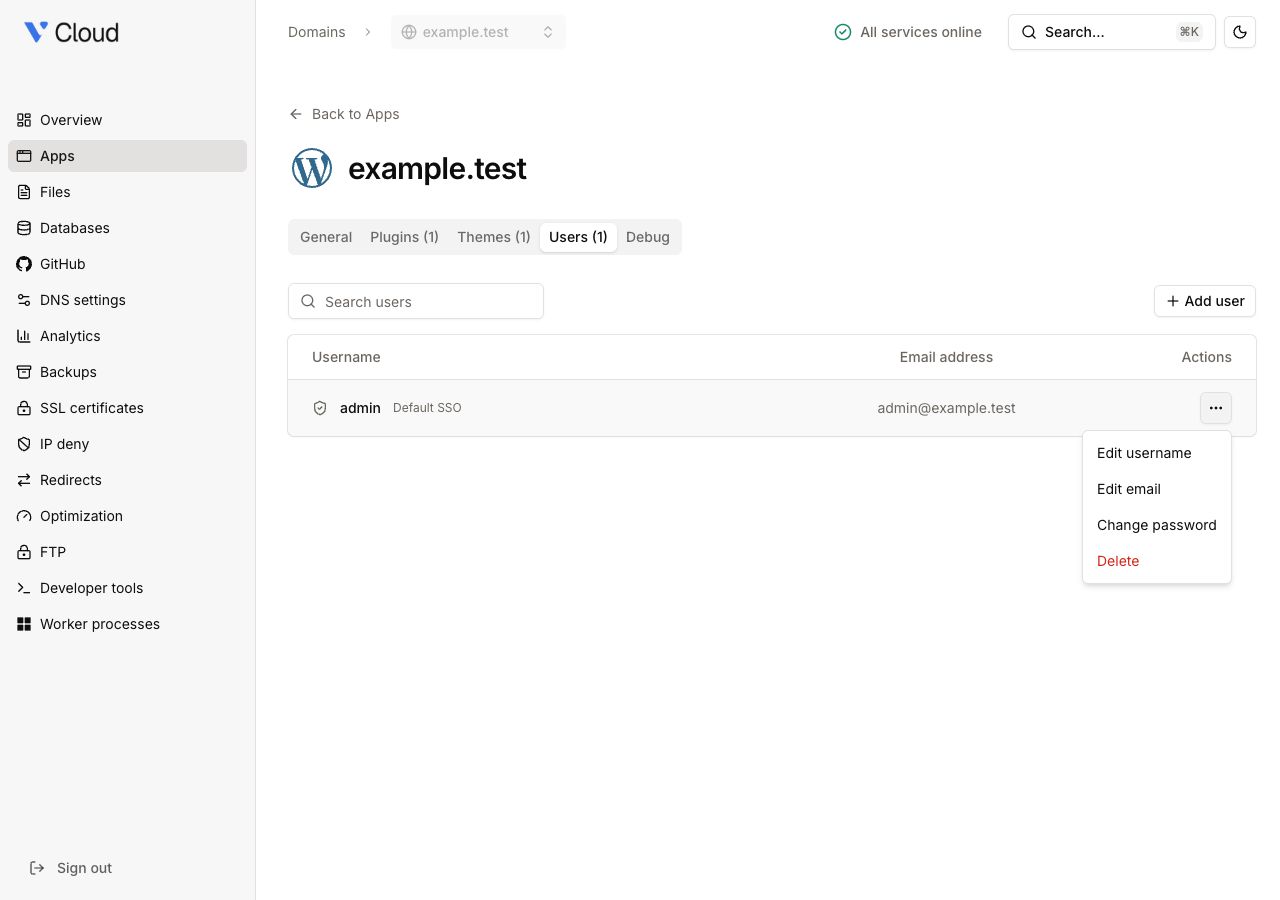 Cloud
Domains
example.test
All services online
Search...
⌘K
Overview
Apps
Files
Databases
GitHub
DNS settings
Analytics
Backups
SSL certificates
IP deny
Redirects
Optimization
FTP
Developer tools
Worker processes
Sign out
Back to Apps
example.test
General
Plugins (1)
Themes (1)
Users (1)
Debug
Search users
Add user
Username
Email address
Actions
admin Default SSO
admin@example.test
Edit username
Edit email
Change password
Delete